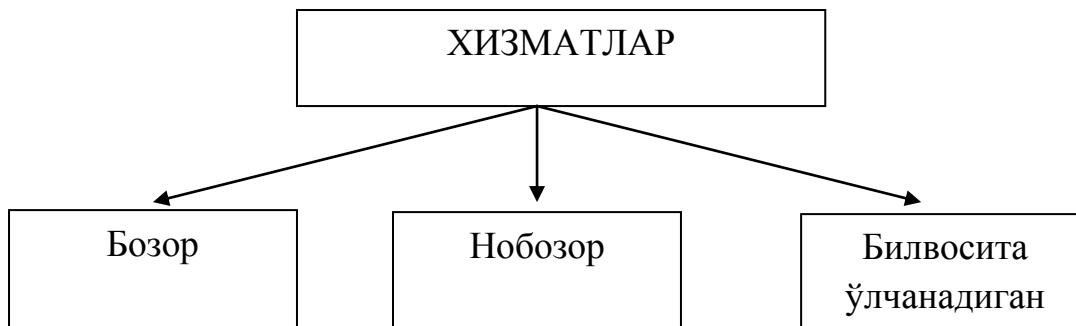 ХИЗМАТЛАР
Бозор
Нобозор
Билвосита
ўлчанадиган